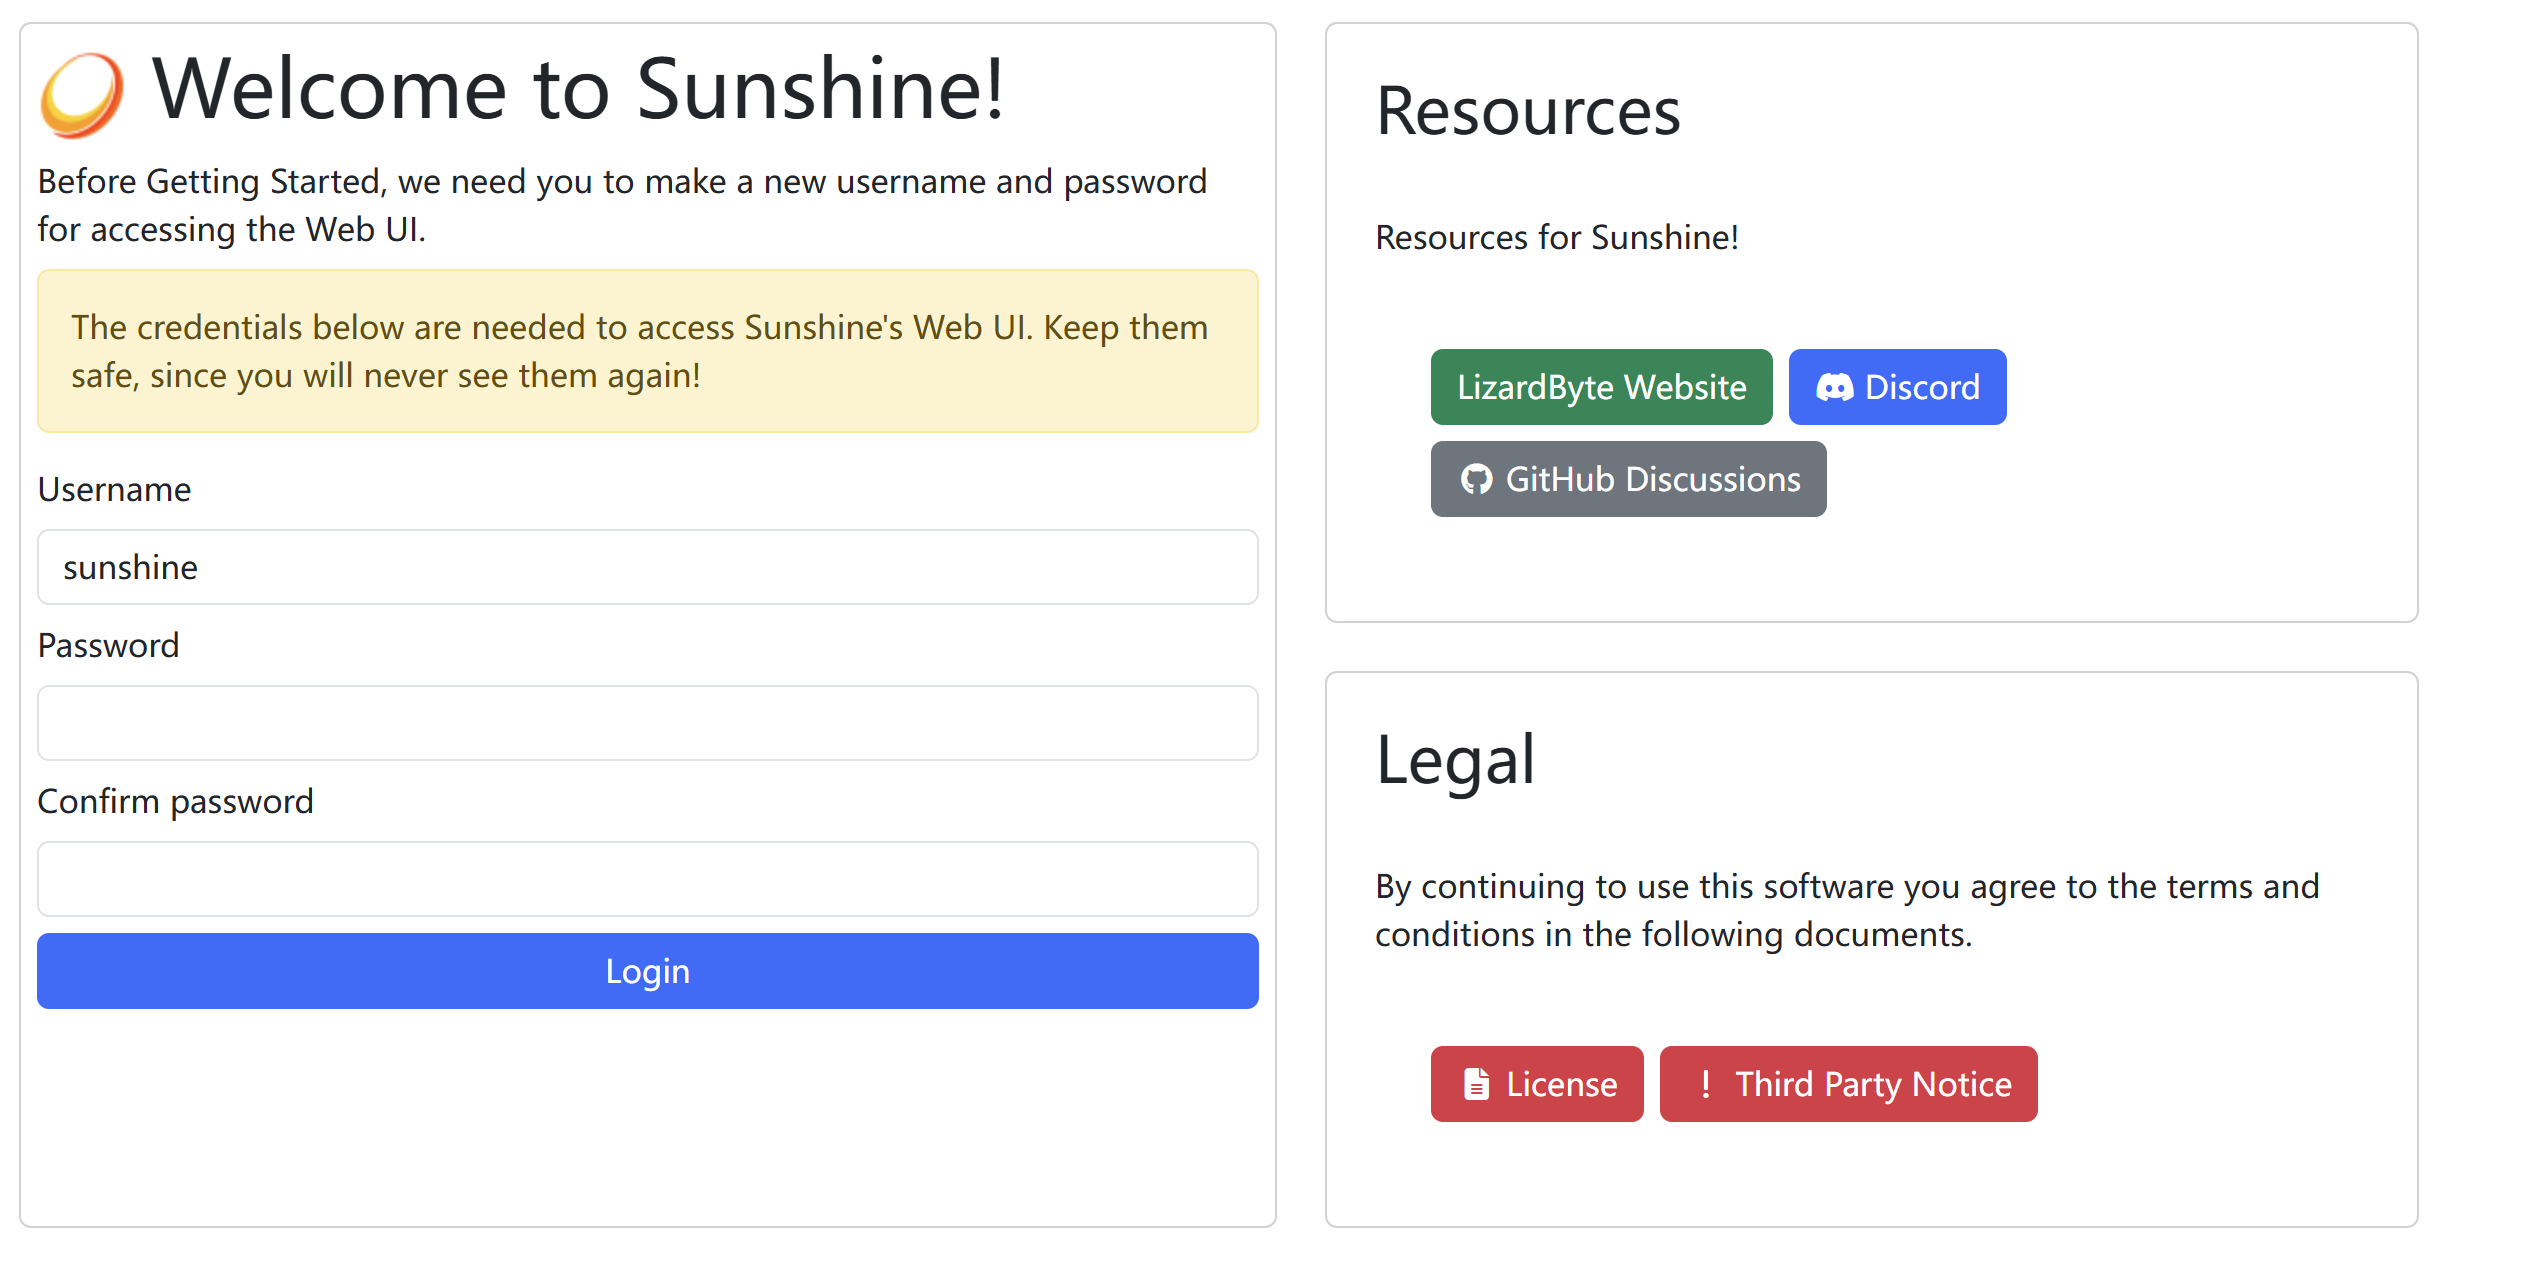 Welcome to Sunshine!
Before Getting Started, we need you to make a new username and password
for accessing the Web UI.
The credentials below are needed to access Sunshine's Web UI. Keep them
safe, since you will never see them again!
Username
sunshine
Password
Confirm password
Login
Resources
Resources for Sunshine!
LizardByte Website
Discord
GitHub Discussions
Legal
By continuing to use this software you agree to the terms and
conditions in the following documents.
License
Third Party Notice